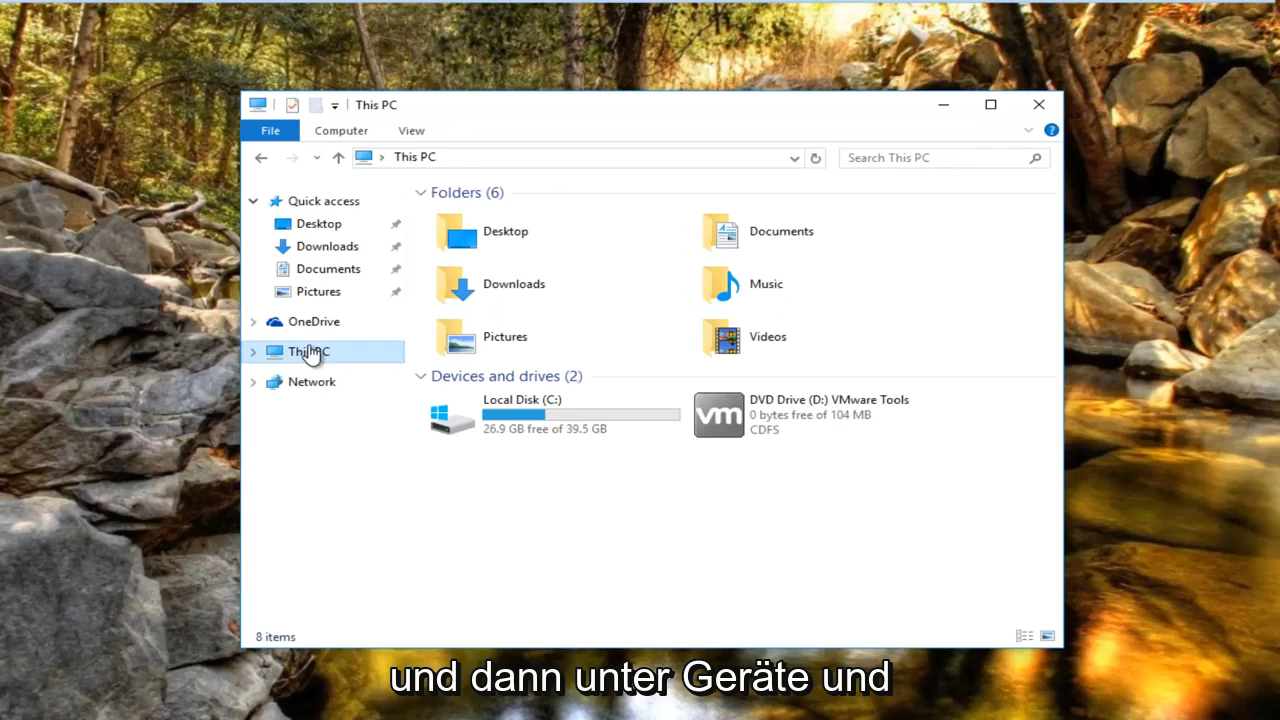 This PC
File Computer View
This PC
Search This PC
Quick access
Desktop
Downloads
Documents
Pictures
OneDrive
This PC
Network
Folders (6)
Desktop
Documents
Downloads
Music
Pictures
Videos
Devices and drives (2)
Local Disk (C:)
26.9 GB free of 39.5 GB
vm
DVD Drive (D:) VMware Tools
0 bytes free of 104 MB
CDFS
8 items
und dann unter Geräte und